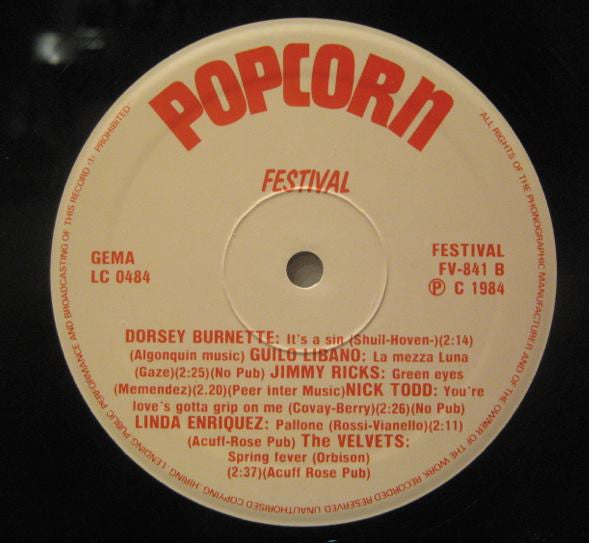 POPCORN
FESTIVAL
GEMA
LC 0484
FESTIVAL
FV-841 B
Ⓟ C 1984
DORSEY BURNETTE: It's a sin (Shull-Hoven-)(2:14)
(Algonquin music) GUILO LIBANO: La mezza Luna
(Gaze)(2:25)(No Pub) JIMMY RICKS: Green eyes
(Memendez)(2.20)(Peer inter Music)NICK TODD: You're
love's gotta grip on me (Covay-Berry)(2:26)(No Pub)
LINDA ENRIQUEZ: Pallone (Rossi-Vianello)(2:11)
(Acuff-Rose Pub) The VELVETS:
Spring fever (Orbison)
(2:37)(Acuff Rose Pub)
ALL RIGHTS OF THE PHONOGRAPHIC MANUFACTURER AND OF THE OWNER OF THE WORK RECORDED RESERVED. UNAUTHORISED COPYING, HIRING, LENDING, PUBLIC PERFORMANCE AND BROADCASTING OF THIS RECORD PROHIBITED